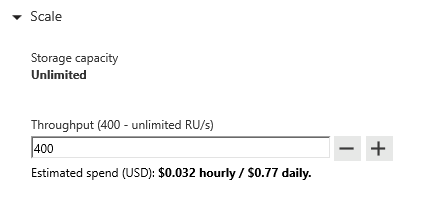 Scale
Storage capacity
Unlimited
Throughput (400 - unlimited RU/s)
400
Estimated spend (USD): $0.032 hourly / $0.77 daily.